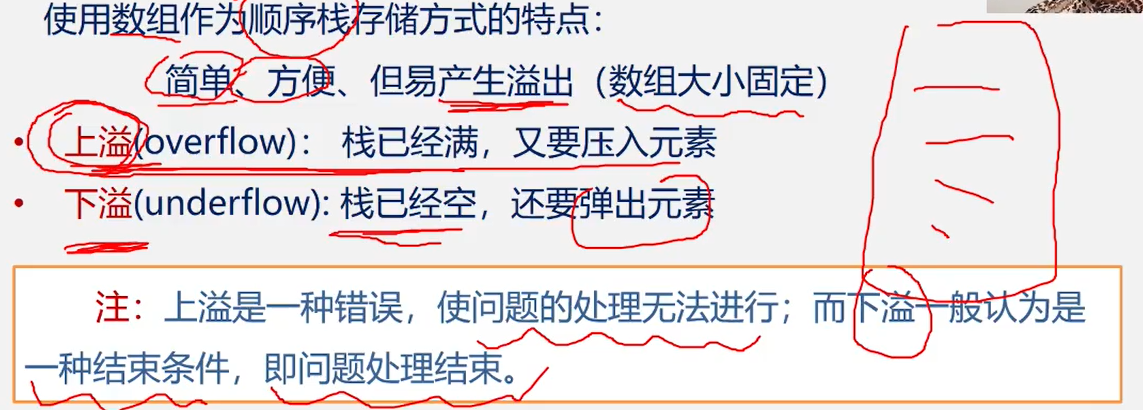 使用数组作为顺序栈存储方式的特点：
简单、方便、但易产生溢出（数组大小固定）
• 上溢(overflow)： 栈已经满，又要压入元素
• 下溢(underflow): 栈已经空，还要弹出元素
注：上溢是一种错误，使问题的处理无法进行；而下溢一般认为是
一种结束条件，即问题处理结束。